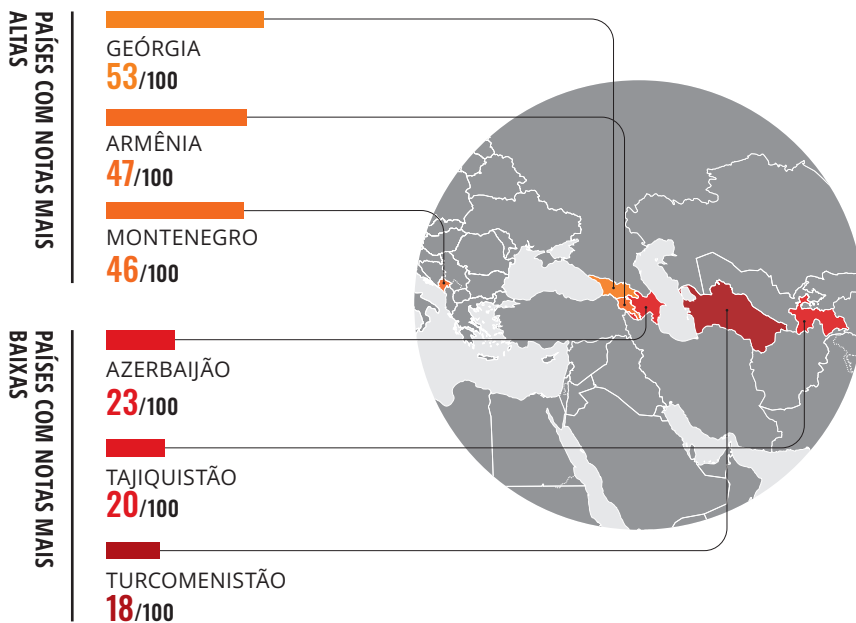 PAÍSES COM NOTAS MAIS
ALTAS
GEÓRGIA
53/100
ARMÊNIA
47/100
MONTENEGRO
46/100
PAÍSES COM NOTAS MAIS
BAIXAS
AZERBAIJÃO
23/100
TAJIQUISTÃO
20/100
TURCOMENISTÃO
18/100